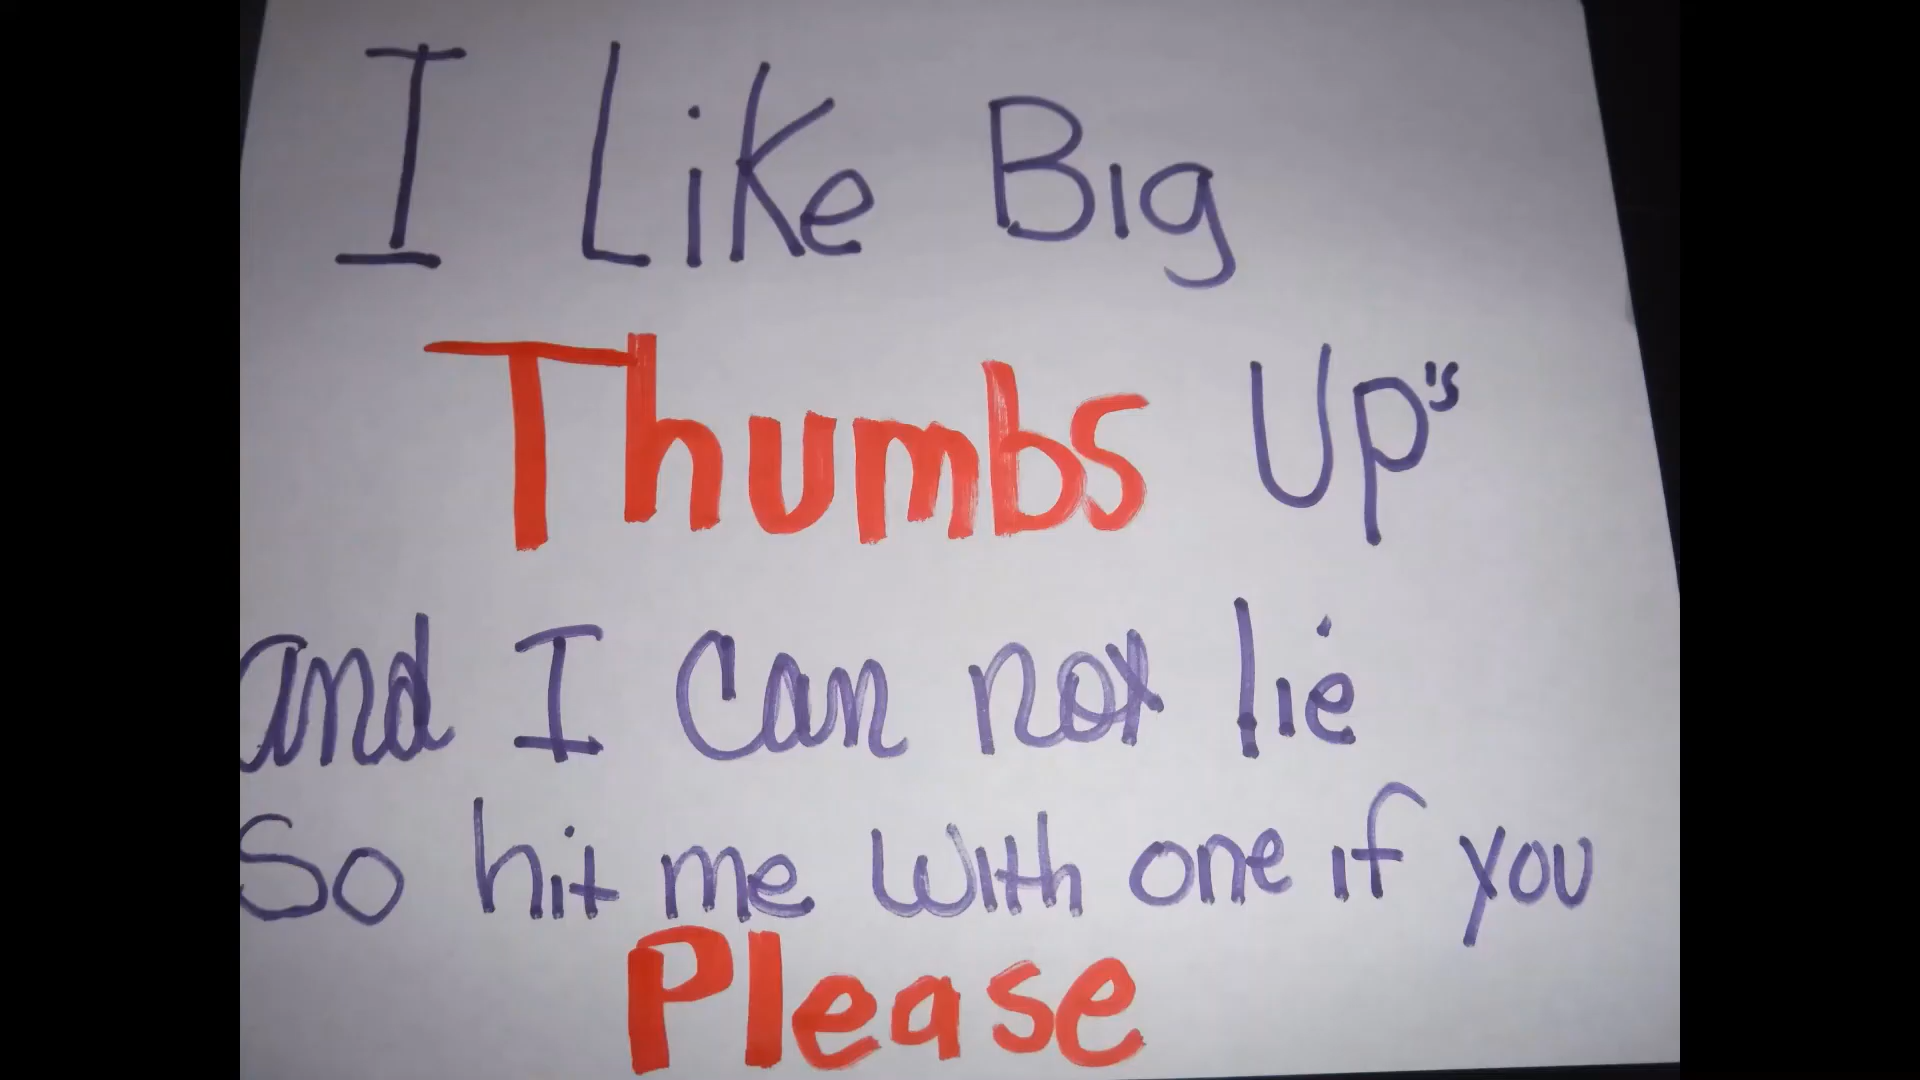 I Like Big
Thumbs Up's
and I can not lie
So hit me with one if you
Please